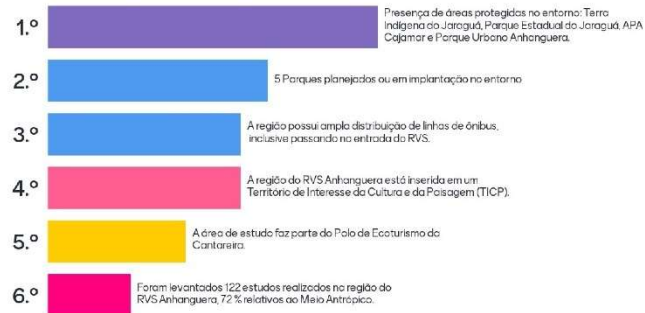 1.º
Presença de áreas protegidas no entorno: Terra
Indígena do Jaraguá, Parque Estadual do Jaraguá, APA
Cajamar e Parque Urbano Anhanguera.
2.º
5 Parques planejados ou em implantação no entorno
3.º
A região possui ampla distribuição de linhas de ônibus,
inclusive passando na entrada do RVS.
4.º
A região do RVS Anhanguera está inserida em um
Território de Interesse da Cultura e da Paisagem (TICP).
5.º
A área de estudo faz parte do Polo de Ecoturismo da
Cantareira.
6.º
Foram levantados 122 estudos realizados na região do
RVS Anhanguera, 72 % relativos ao Meio Antrópico.